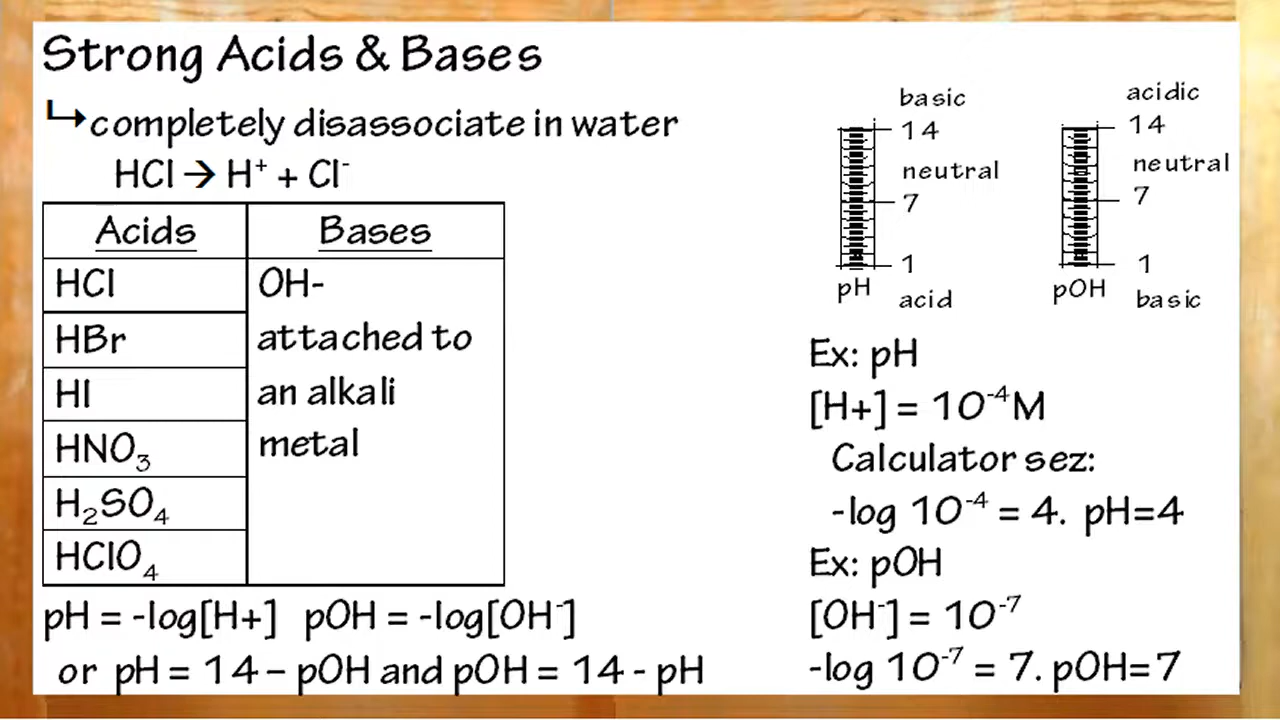 Strong Acids & Bases
↳completely disassociate in water
HCl → H⁺ + Cl⁻
Acids Bases
HCl OH-
HBr attached to
HI an alkali
HNO₃ metal
H₂SO₄
HClO₄
pH = -log[H+] pOH = -log[OH⁻]
or pH = 14 – pOH and pOH = 14 - pH
basic
14
neutral
7
1
pH
acid
acidic
14
neutral
7
1
pOH
basic
Ex: pH
[H+] = 10⁻⁴M
Calculator sez:
-log 10⁻⁴ = 4. pH=4
Ex: pOH
[OH⁻] = 10⁻⁷
-log 10⁻⁷ = 7. pOH=7